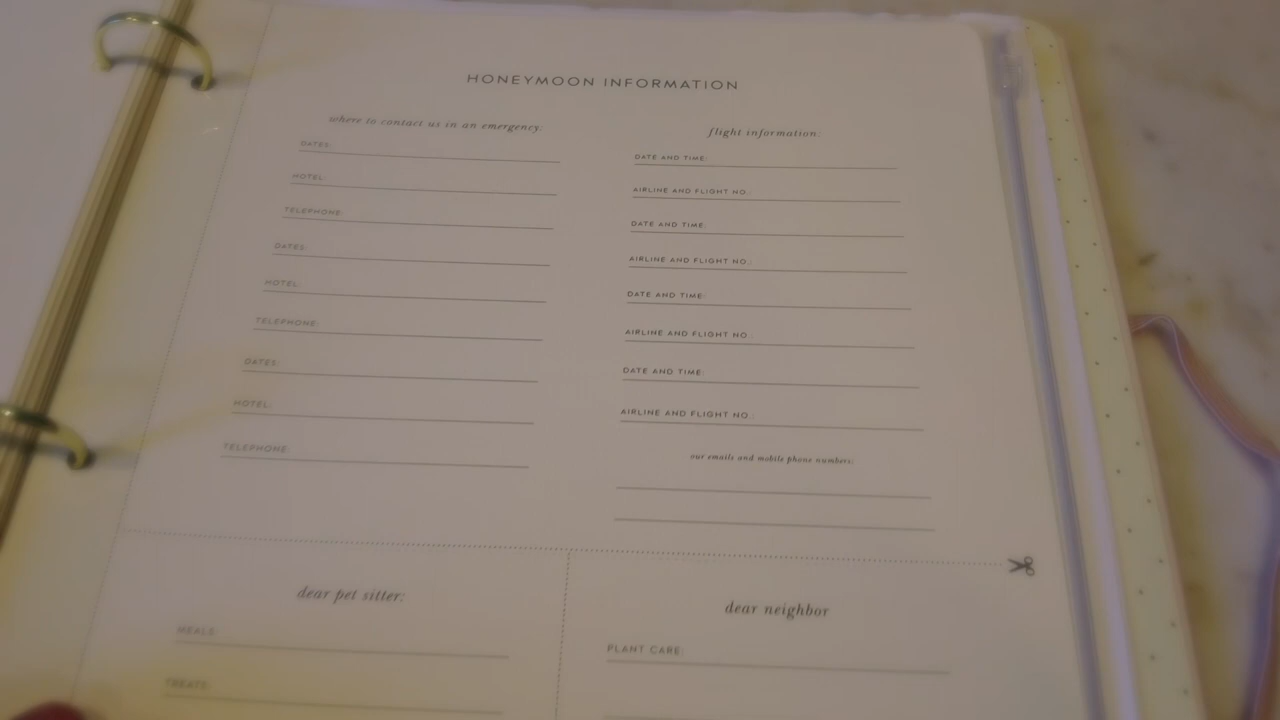 HONEYMOON INFORMATION
where to contact us in an emergency:
DATES:
HOTEL:
TELEPHONE:
DATES:
HOTEL:
TELEPHONE:
DATES:
HOTEL:
TELEPHONE:
flight information:
DATE AND TIME:
AIRLINE AND FLIGHT NO.:
DATE AND TIME:
AIRLINE AND FLIGHT NO.:
DATE AND TIME:
AIRLINE AND FLIGHT NO.:
DATE AND TIME:
AIRLINE AND FLIGHT NO.:
our emails and mobile phone numbers:
dear pet sitter:
MEALS:
TREATS:
dear neighbor
PLANT CARE: